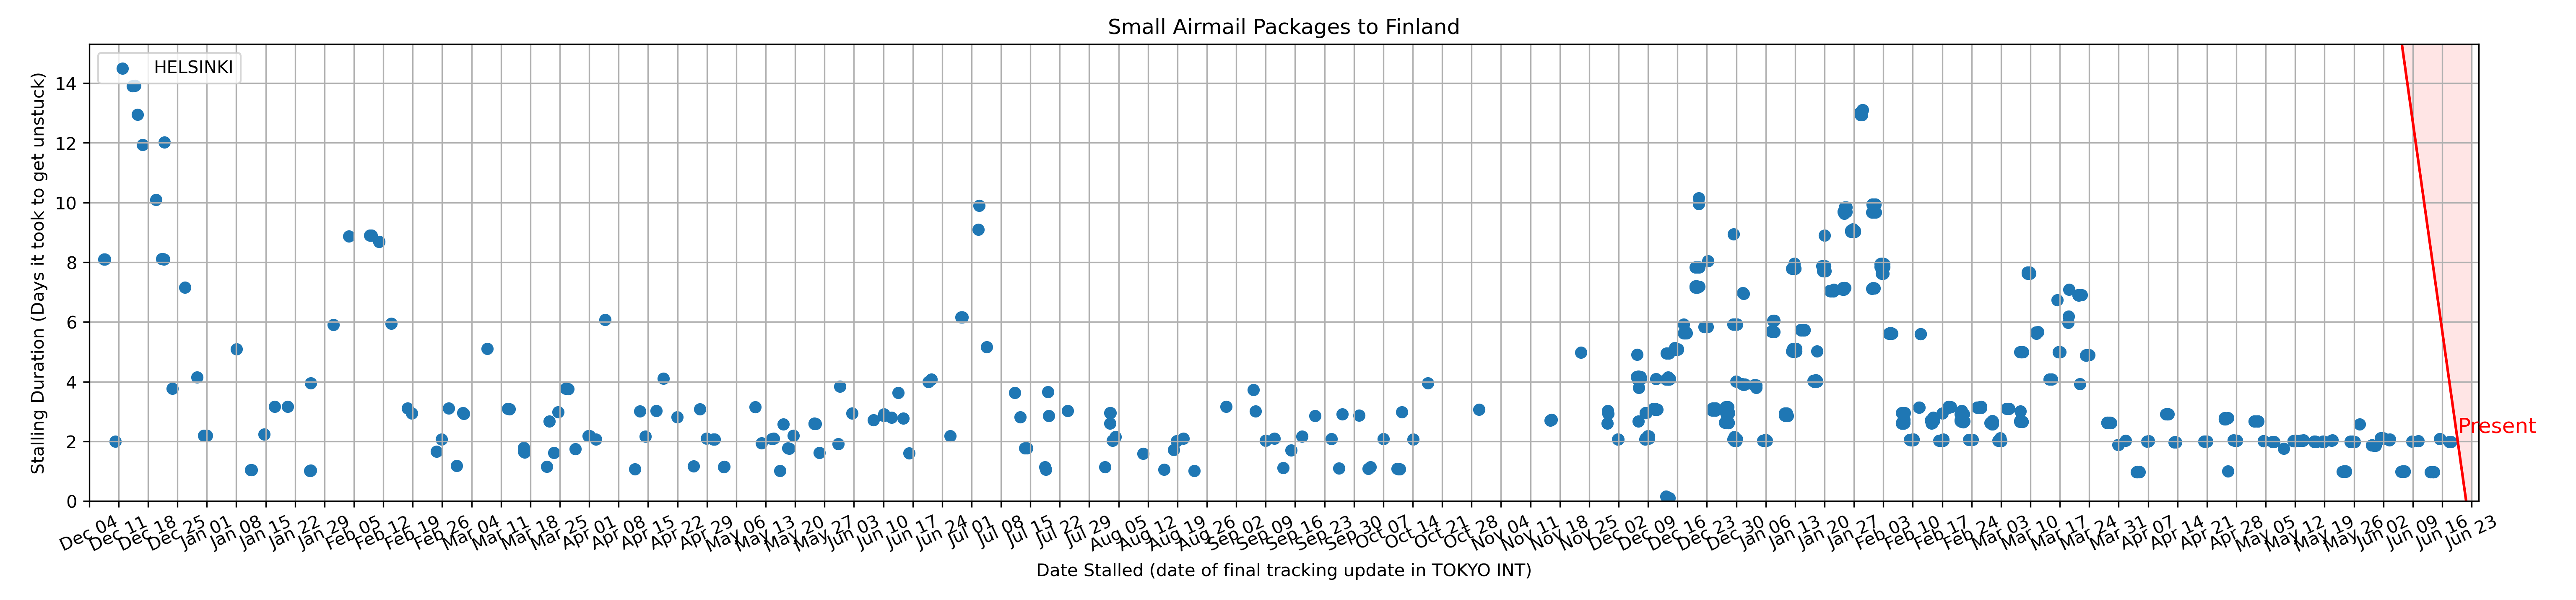 Small Airmail Packages to Finland
HELSINKI
Stalling Duration (Days it took to get unstuck)
14
12
10
8
6
4
2
0
Present
Dec 04
Dec 11
Dec 18
Dec 25
Jan 01
Jan 08
Jan 15
Jan 22
Jan 29
Feb 05
Feb 12
Feb 19
Feb 26
Mar 04
Mar 11
Mar 18
Mar 25
Apr 01
Apr 08
Apr 15
Apr 22
Apr 29
May 06
May 13
May 20
May 27
Jun 03
Jun 10
Jun 17
Jun 24
Jul 01
Jul 08
Jul 15
Jul 22
Jul 29
Aug 05
Aug 12
Aug 19
Aug 26
Sep 02
Sep 09
Sep 16
Sep 23
Sep 30
Oct 07
Oct 14
Oct 21
Oct 28
Nov 04
Nov 11
Nov 18
Nov 25
Dec 02
Dec 09
Dec 16
Dec 23
Dec 30
Jan 06
Jan 13
Jan 20
Jan 27
Feb 03
Feb 10
Feb 17
Feb 24
Mar 03
Mar 10
Mar 17
Mar 24
Mar 31
Apr 07
Apr 14
Apr 21
Apr 28
May 05
May 12
May 19
May 26
Jun 02
Jun 09
Jun 16
Jun 23
Date Stalled (date of final tracking update in TOKYO INT)